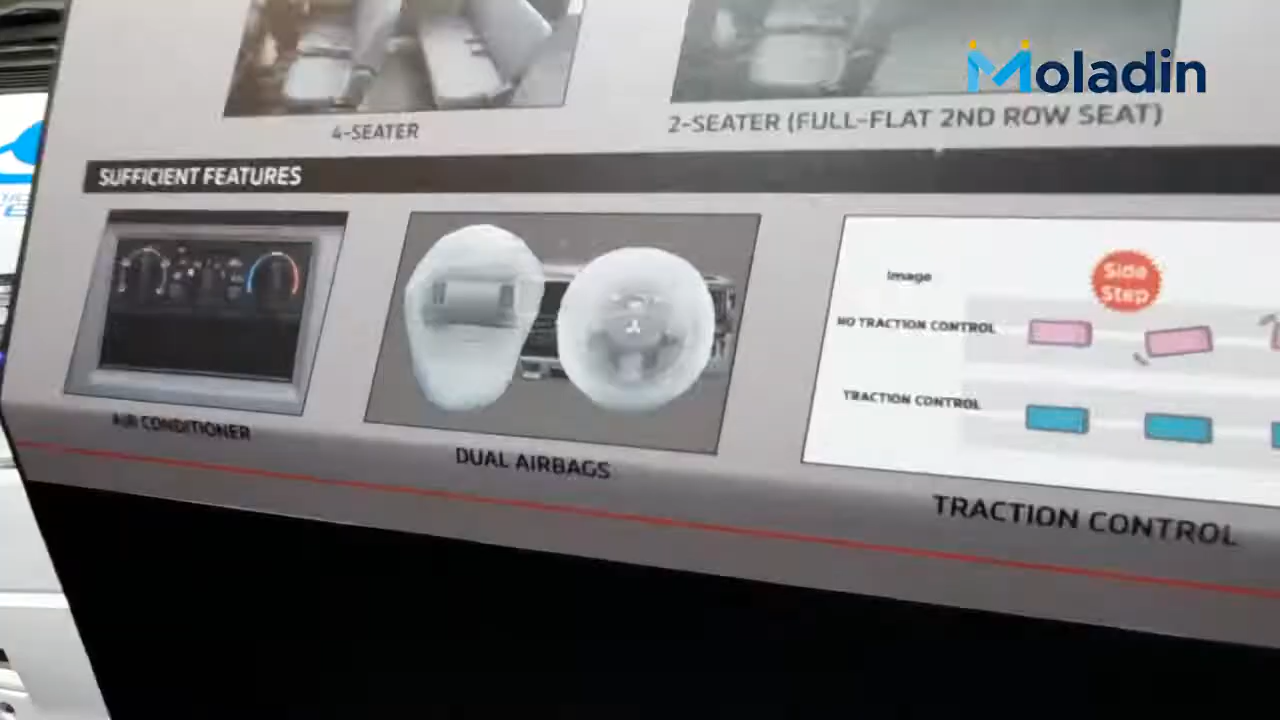 Moladin
4-SEATER
2-SEATER (FULL-FLAT 2ND ROW SEAT)
SUFFICIENT FEATURES
Image
Side
Step
NO TRACTION CONTROL
TRACTION CONTROL
AIR CONDITIONER
DUAL AIRBAGS
TRACTION CONTROL